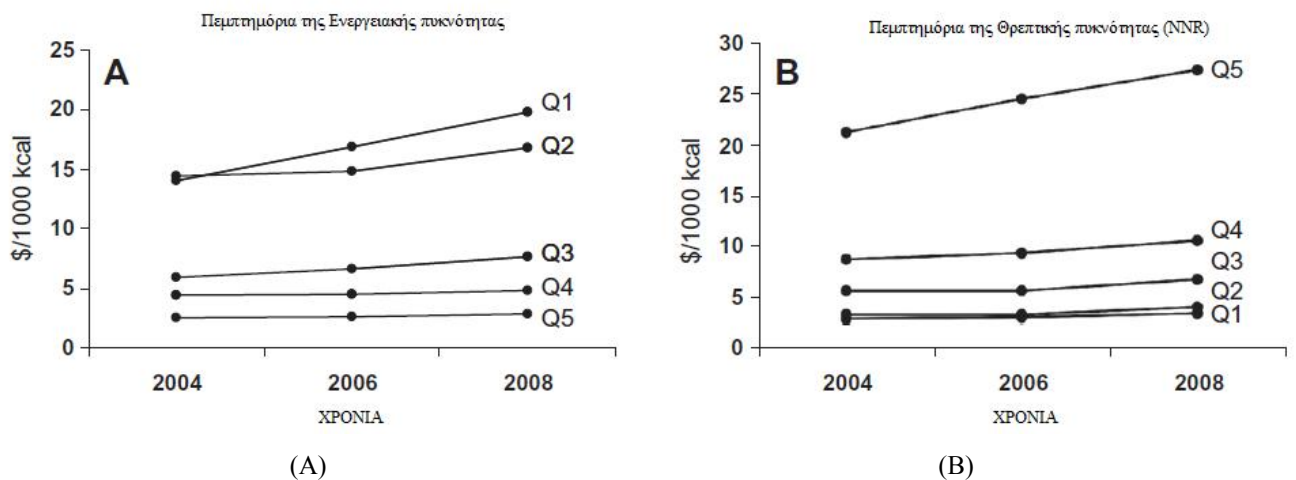 Πεμπτημόρια της Ενεργειακής πυκνότητας
A
$/1000 kcal
25
20
15
10
5
0
Q1
Q2
Q3
Q4
Q5
2004 2006 2008
ΧΡΟΝΙΑ
(A)
Πεμπτημόρια της Θρεπτικής πυκνότητας (NNR)
B
$/1000 kcal
30
25
20
15
10
5
0
Q5
Q4
Q3
Q2
Q1
2004 2006 2008
ΧΡΟΝΙΑ
(B)